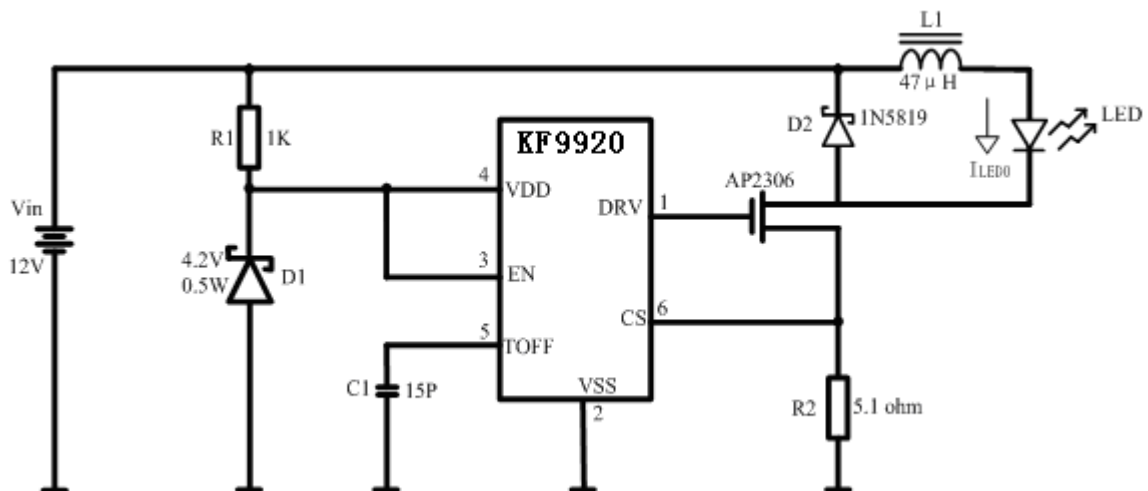 L1
47 μ H
R1
1K
KF9920
D2
1N5819
LED
ILED0
AP2306
4
VDD
DRV
1
Vin
12V
4.2V
0.5W
D1
3
EN
CS
6
5
TOFF
C1
15P
VSS
2
R2
5.1 ohm